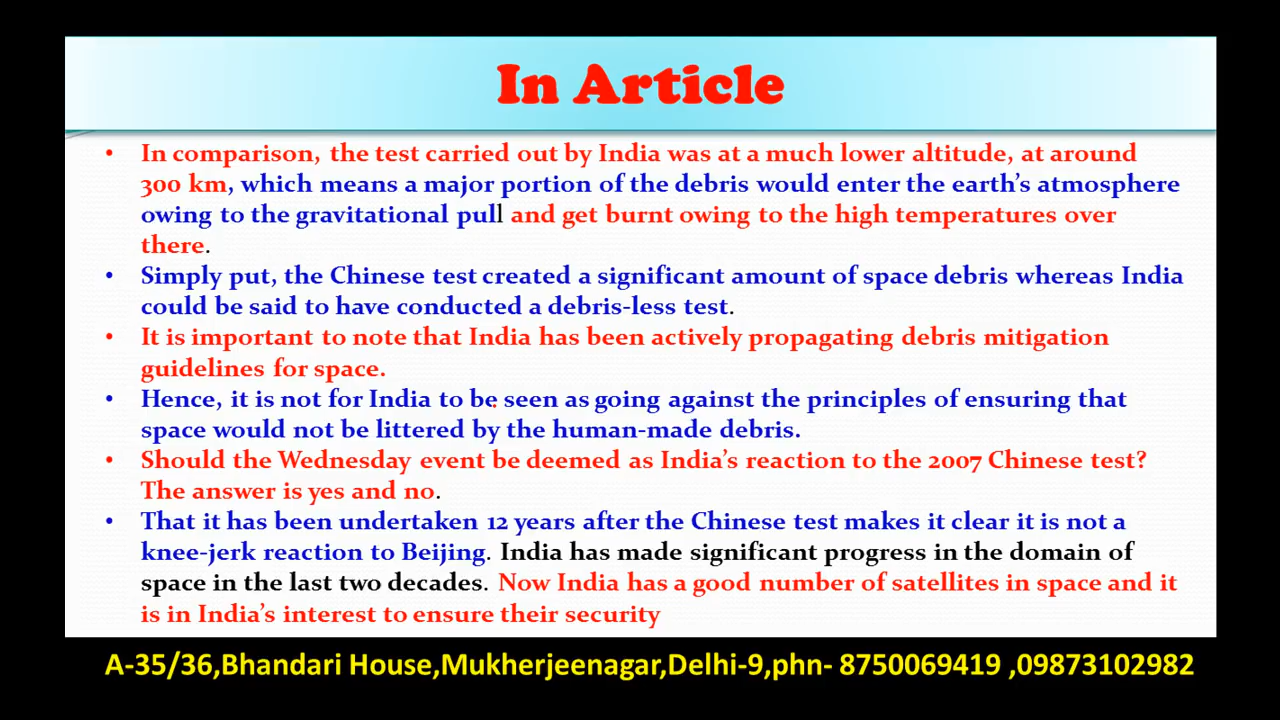 In Article
• In comparison, the test carried out by India was at a much lower altitude, at around
300 km, which means a major portion of the debris would enter the earth's atmosphere
owing to the gravitational pull and get burnt owing to the high temperatures over
there.
• Simply put, the Chinese test created a significant amount of space debris whereas India
could be said to have conducted a debris-less test.
• It is important to note that India has been actively propagating debris mitigation
guidelines for space.
• Hence, it is not for India to be seen as going against the principles of ensuring that
space would not be littered by the human-made debris.
• Should the Wednesday event be deemed as India's reaction to the 2007 Chinese test?
The answer is yes and no.
• That it has been undertaken 12 years after the Chinese test makes it clear it is not a
knee-jerk reaction to Beijing. India has made significant progress in the domain of
space in the last two decades. Now India has a good number of satellites in space and it
is in India's interest to ensure their security
A-35/36,Bhandari House,Mukherjeenagar,Delhi-9,phn- 8750069419 ,09873102982